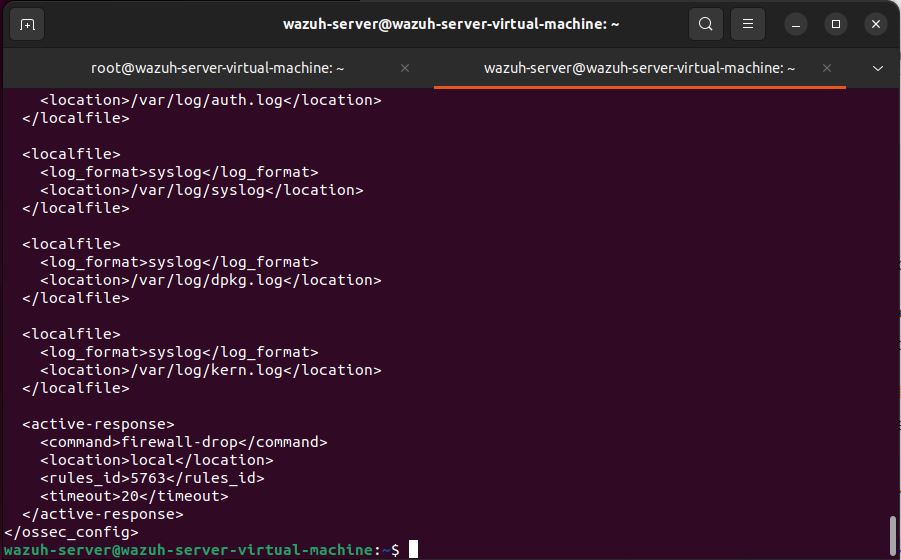 wazuh-server@wazuh-server-virtual-machine: ~
root@wazuh-server-virtual-machine: ~
wazuh-server@wazuh-server-virtual-machine: ~
    <location>/var/log/auth.log</location>
  </localfile>

  <localfile>
    <log_format>syslog</log_format>
    <location>/var/log/syslog</location>
  </localfile>

  <localfile>
    <log_format>syslog</log_format>
    <location>/var/log/dpkg.log</location>
  </localfile>

  <localfile>
    <log_format>syslog</log_format>
    <location>/var/log/kern.log</location>
  </localfile>

  <active-response>
    <command>firewall-drop</command>
    <location>local</location>
    <rules_id>5763</rules_id>
    <timeout>20</timeout>
  </active-response>
</ossec_config>
wazuh-server@wazuh-server-virtual-machine:~$